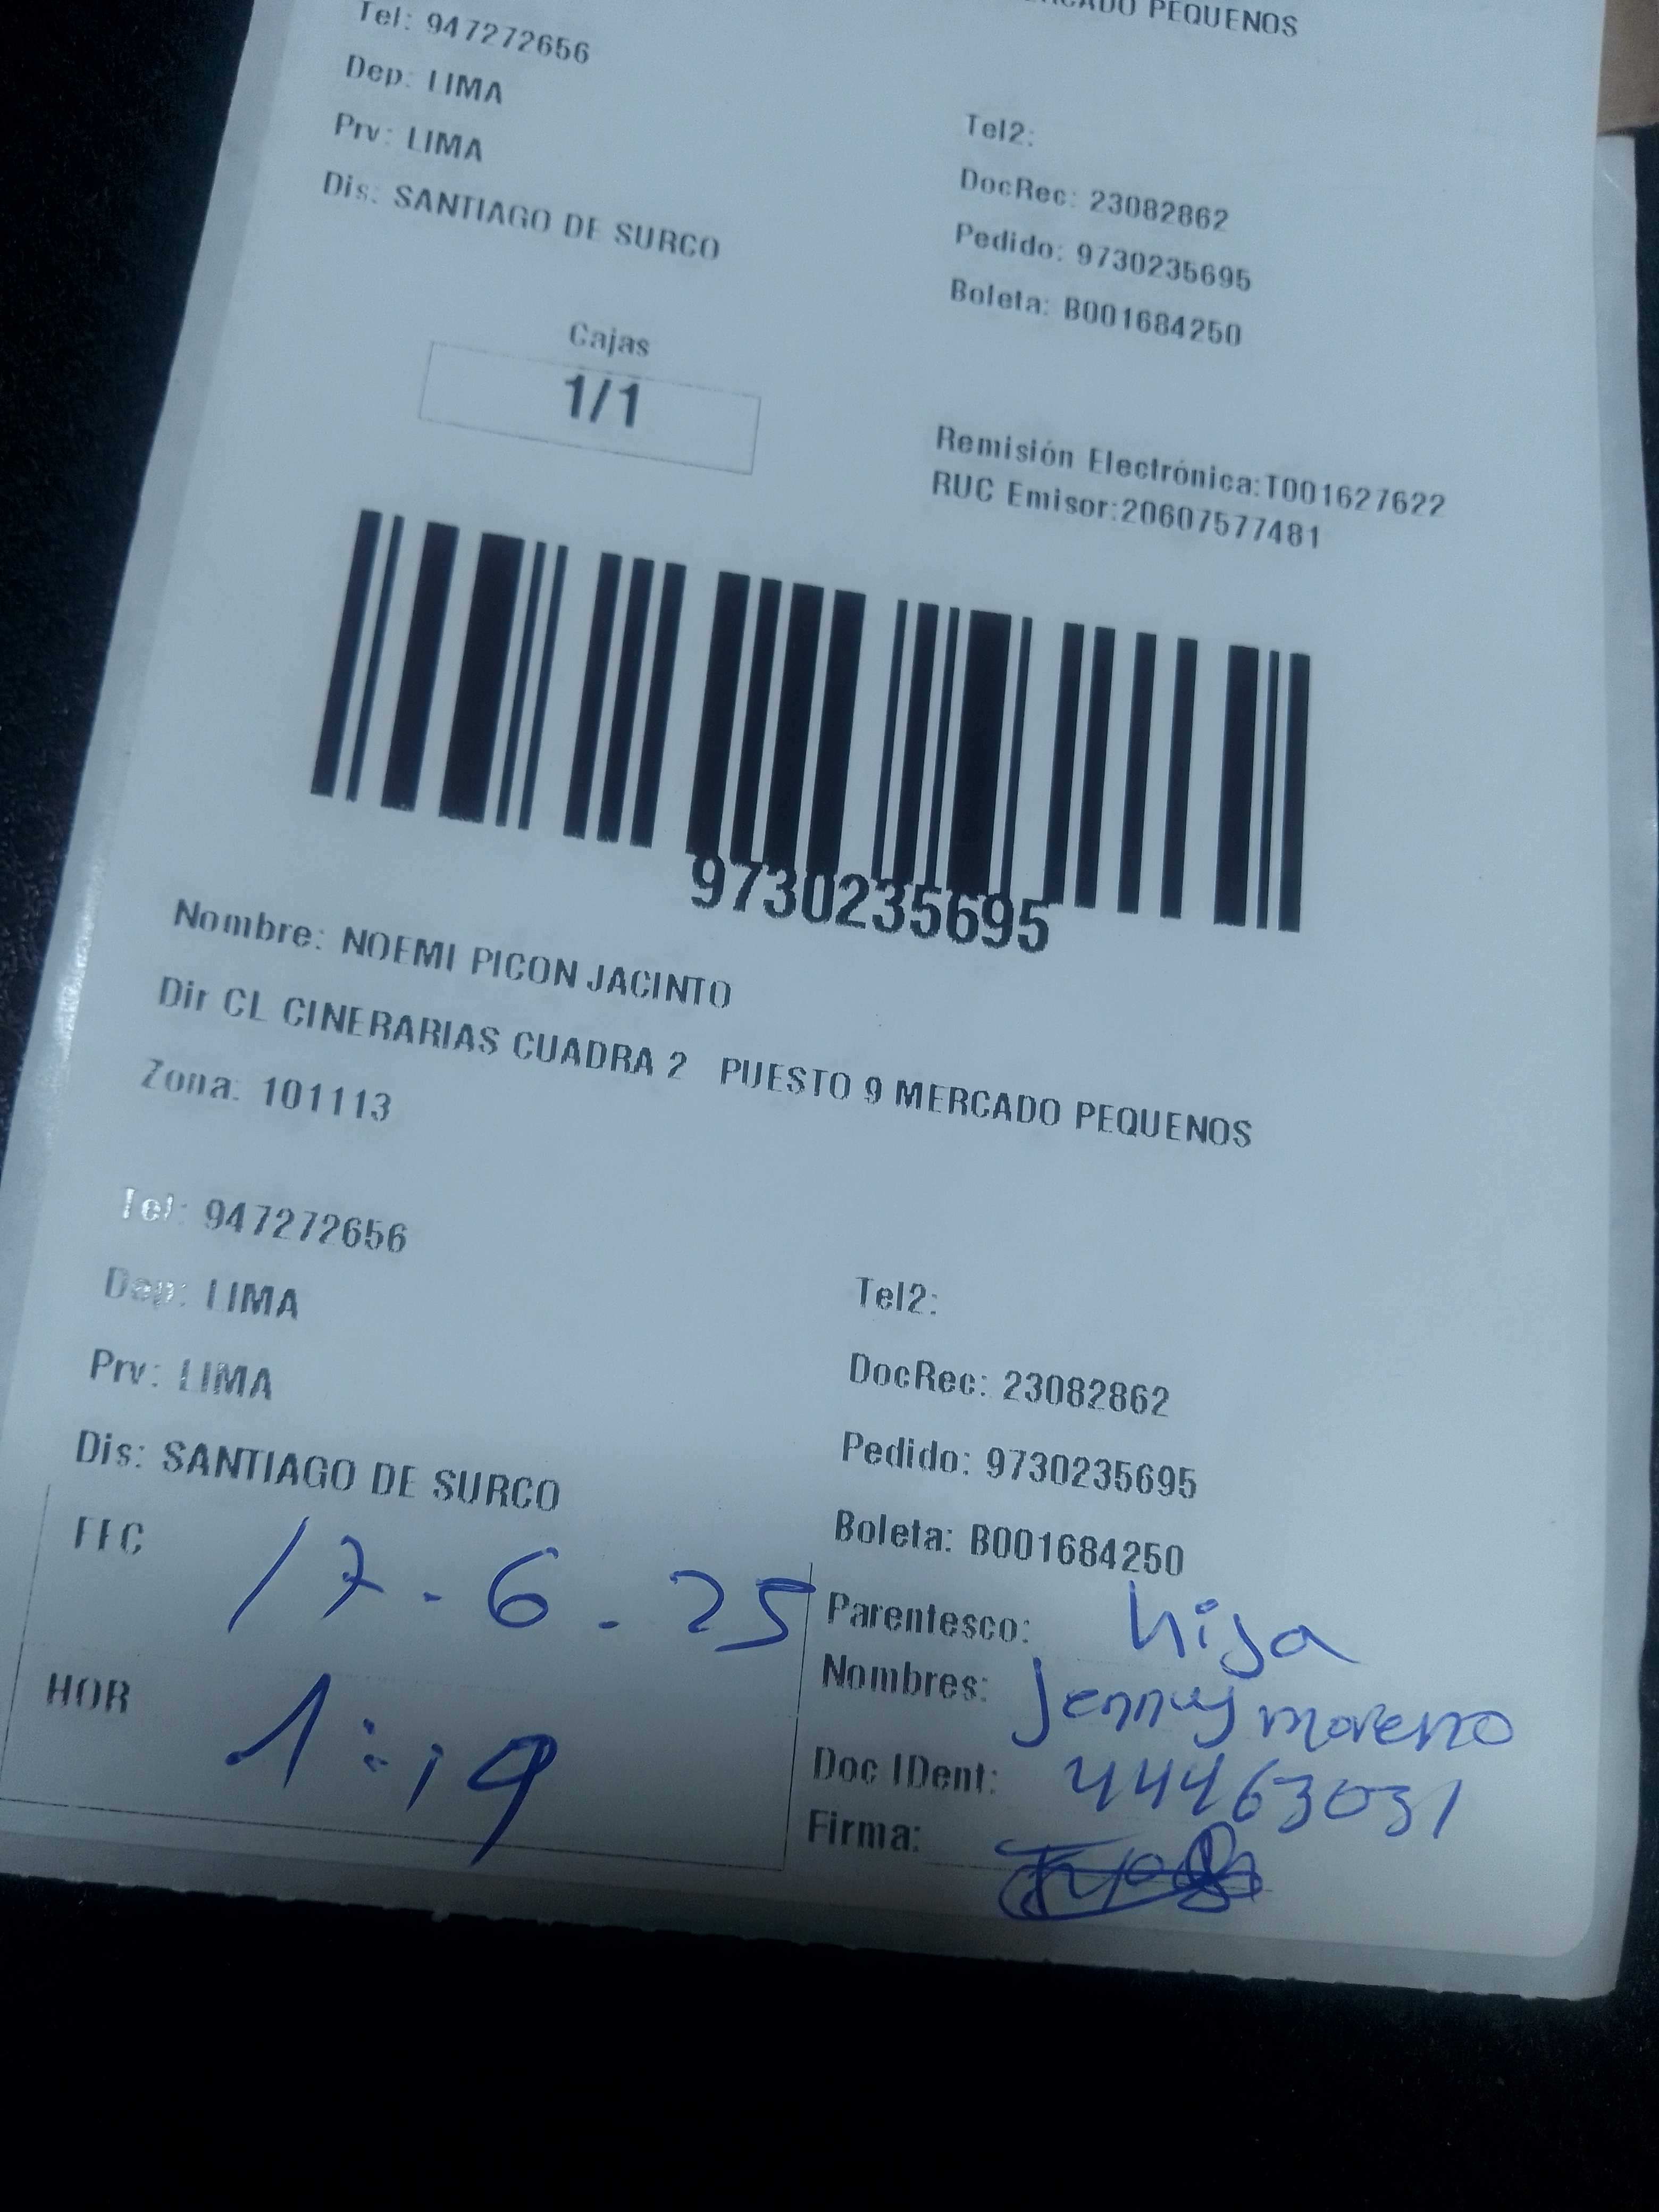 MERCADO PEQUENOS
Tel: 947272656
Dep: LIMA
Prv: LIMA
Dis: SANTIAGO DE SURCO
Tel2:
DocRec: 23082862
Pedido: 9730235695
Boleta: B001684250
Cajas
1/1
Remisión Electrónica:T001627622
RUC Emisor:20607577481
9730235695
Nombre: NOEMI PICON JACINTO
Dir CL CINERARIAS CUADRA 2 PUESTO 9 MERCADO PEQUENOS
Zona: 101113
Tel: 947272656
Dep: LIMA
Prv: LIMA
Dis: SANTIAGO DE SURCO
Tel2:
DocRec: 23082862
Pedido: 9730235695
Boleta: B001684250
FEC 17-6-25
HOR 1:19
Parentesco: hija
Nombres: Jenny moreno
Doc IDent: 44463031
Firma: